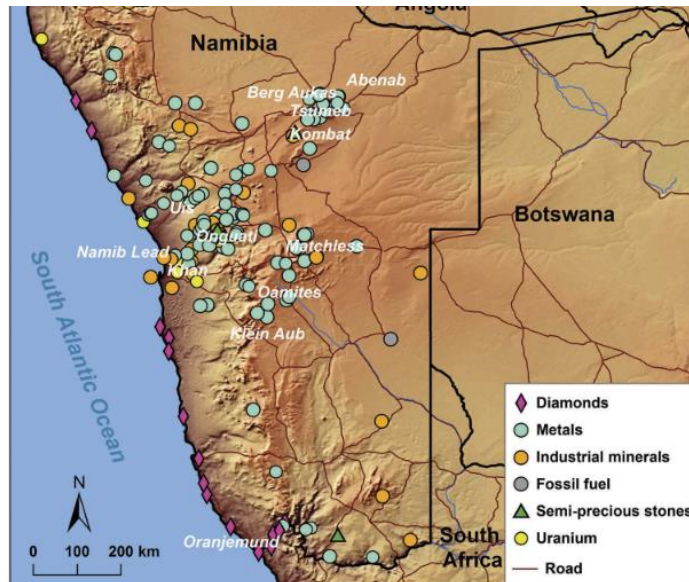 Angola
Namibia
Abenab
Berg Aukas
Tsumeb
Kombat
Botswana
Uis
Onguati
Matchless
Namib Lead
Khan
Oamites
Klein Aub
South Atlantic Ocean
Oranjemund
South
Africa
N
0 200 km
Diamonds
Metals
Industrial minerals
Fossil fuel
Semi-precious stones
Uranium
Road